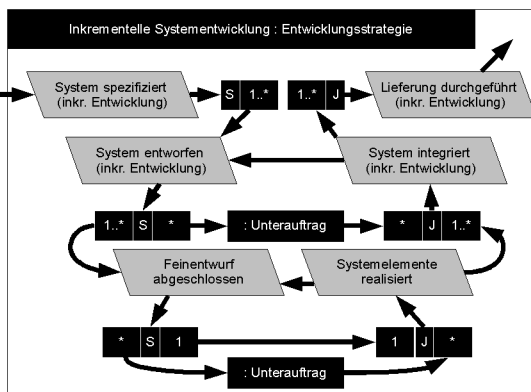 Inkrementelle Systementwicklung : Entwicklungsstrategie
System spezifiziert
(inkr. Entwicklung)
S 1..*
1..* J
Lieferung durchgeführt
(inkr. Entwicklung)
System entworfen
(inkr. Entwicklung)
System integriert
(inkr. Entwicklung)
1..* S *
: Unterauftrag
* J 1..*
Feinentwurf
abgeschlossen
Systemelemente
realisiert
* S 1
1 J *
: Unterauftrag